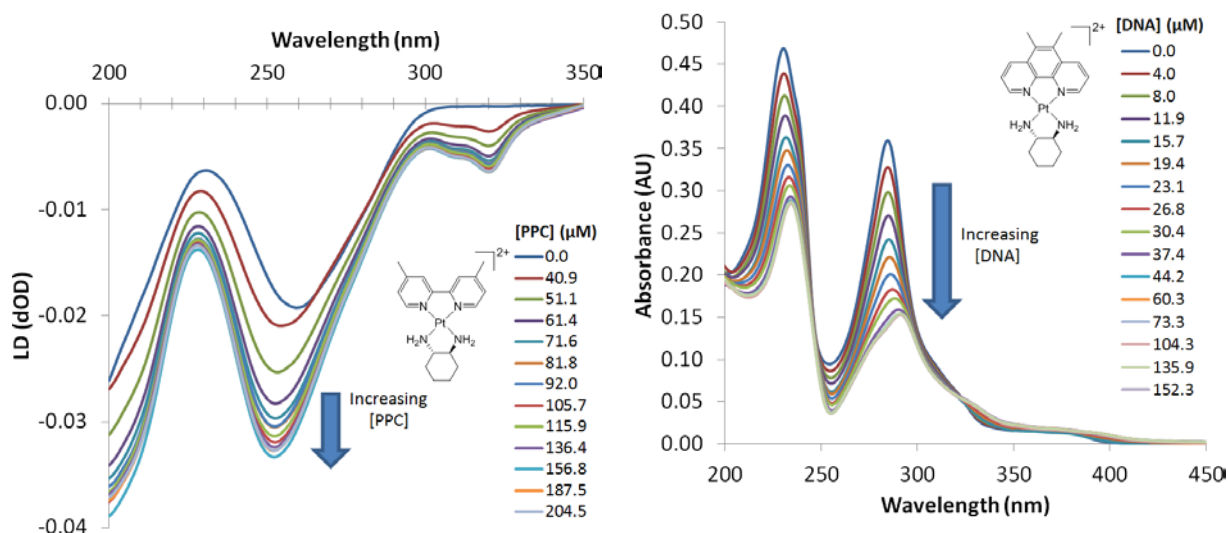 Wavelength (nm)
200 250 300 350
0.00
-0.01
-0.02
-0.03
-0.04
LD (dOD)
2+
N N
Pt
H2N NH2
Increasing
[PPC]
[PPC] (μM)
0.0
40.9
51.1
61.4
71.6
81.8
92.0
105.7
115.9
136.4
156.8
187.5
204.5
0.50
0.45
0.40
0.35
0.30
0.25
0.20
0.15
0.10
0.05
0.00
Absorbance (AU)
200 250 300 350 400 450
Wavelength (nm)
2+
N N
Pt
H2N NH2
Increasing
[DNA]
[DNA] (μM)
0.0
4.0
8.0
11.9
15.7
19.4
23.1
26.8
30.4
37.4
44.2
60.3
73.3
104.3
135.9
152.3